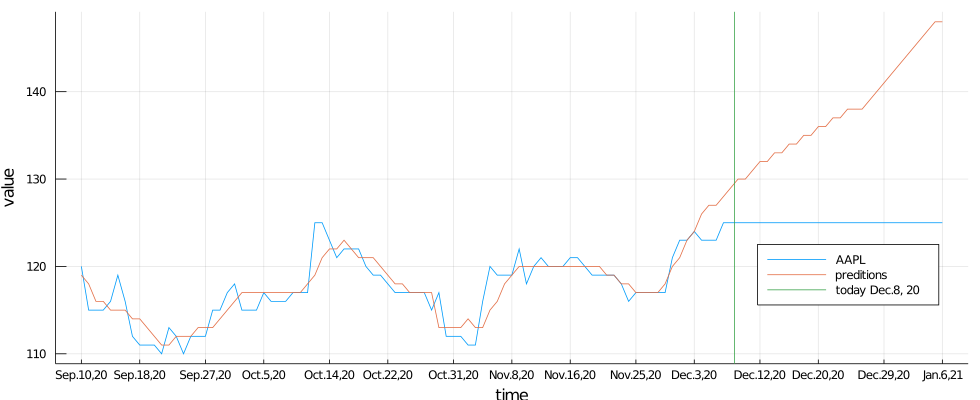 value
140
130
120
110
AAPL
preditions
today Dec.8, 20
Sep.10,20 Sep.18,20 Sep.27,20 Oct.5,20 Oct.14,20 Oct.22,20 Oct.31,20 Nov.8,20 Nov.16,20 Nov.25,20 Dec.3,20 Dec.12,20 Dec.20,20 Dec.29,20 Jan.6,21
time